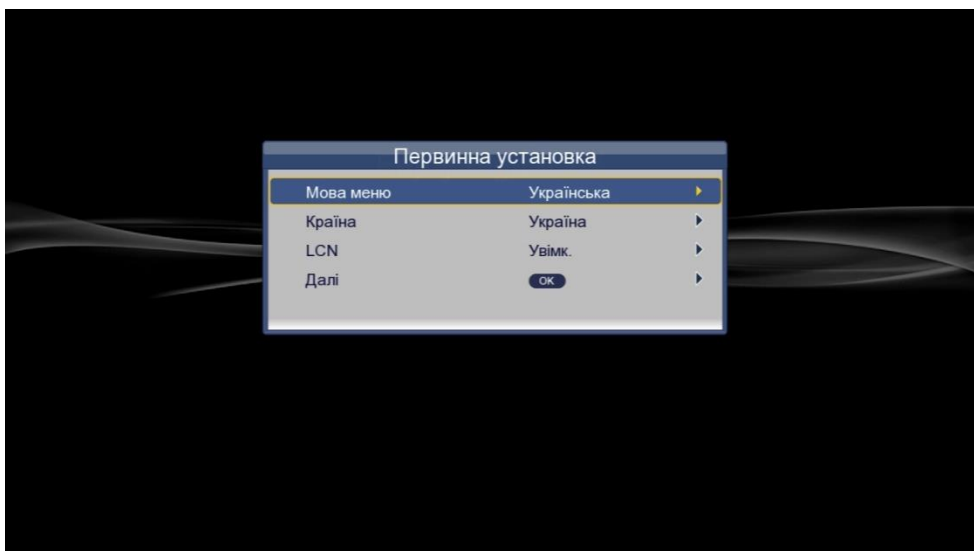 Первинна установка
Мова меню Українська
Країна Україна
LCN Увімк.
Далі OK